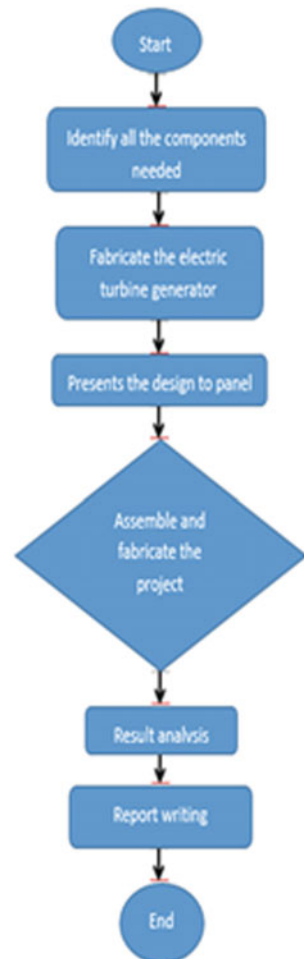 Start
Identify all the components
needed
Fabricate the electric
turbine generator
Presents the design to panel
Assemble and
fabricate the
project
Result analysis
Report writing
End